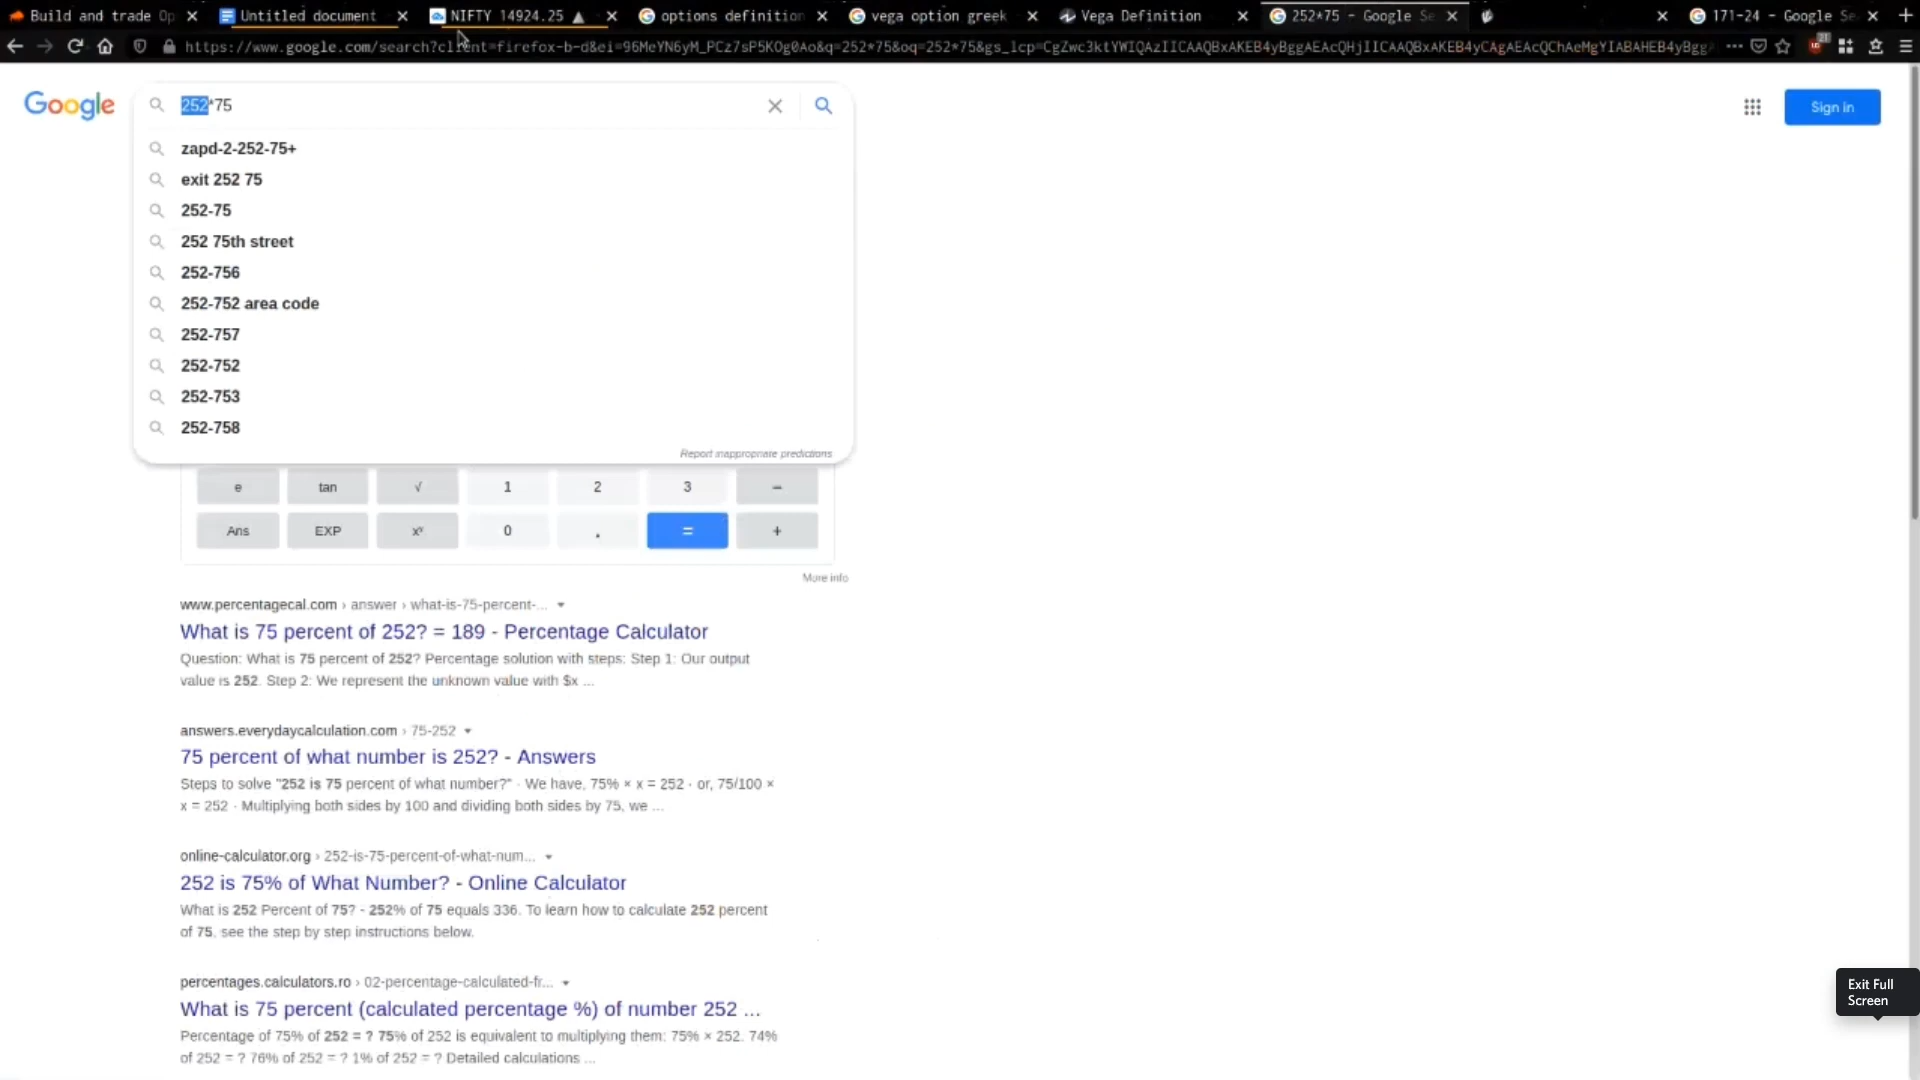 Build and trade Op
Untitled document
NIFTY 14924.25 ▲
options definition
vega option greek
Vega Definition
252*75 - Google Se
171-24 - Google Se
https://www.google.com/search?client=firefox-b-d&ei=96MeYN6yM_PCz7sP5KOg0Ao&q=252*75&oq=252*75&gs_lcp=CgZwc3ktYWIQAzIICAAQBxAKEB4yBggAEAcQHjIICAAQBxAKEB4yCAgAEAcQChAeMgYIABAHEB4yBgg
21
Google
252*75
Sign in
zapd-2-252-75+
exit 252 75
252-75
252 75th street
252-756
252-752 area code
252-757
252-752
252-753
252-758
Report inappropriate predictions
e tan √ 1 2 3 −
Ans EXP xʸ 0 . = +
More info
www.percentagecal.com › answer › what-is-75-percent-...
What is 75 percent of 252? = 189 - Percentage Calculator
Question: What is 75 percent of 252? Percentage solution with steps: Step 1: Our output
value is 252. Step 2: We represent the unknown value with $x ...
answers.everydaycalculation.com › 75-252
75 percent of what number is 252? - Answers
Steps to solve "252 is 75 percent of what number?" · We have, 75% × x = 252 · or, 75/100 ×
x = 252 · Multiplying both sides by 100 and dividing both sides by 75, we ...
online-calculator.org › 252-is-75-percent-of-what-num...
252 is 75% of What Number? - Online Calculator
What is 252 Percent of 75? - 252% of 75 equals 336. To learn how to calculate 252 percent
of 75, see the step by step instructions below.
percentages.calculators.ro › 02-percentage-calculated-fr...
What is 75 percent (calculated percentage %) of number 252 ...
Percentage of 75% of 252 = ? 75% of 252 is equivalent to multiplying them: 75% × 252. 74%
of 252 = ? 76% of 252 = ? 1% of 252 = ? Detailed calculations ...
Exit Full
Screen